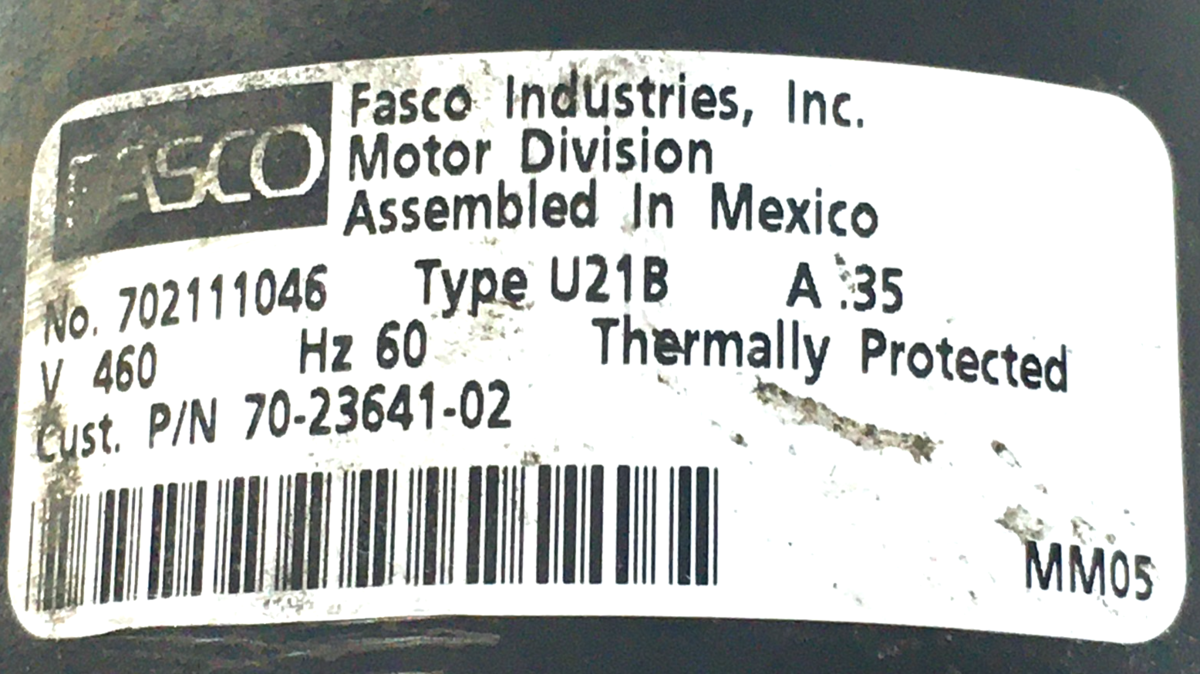 FASCO
Fasco Industries, Inc.
Motor Division
Assembled In Mexico
No. 702111046 Type U21B A .35
V 460 Hz 60 Thermally Protected
Cust. P/N 70-23641-02
MM05